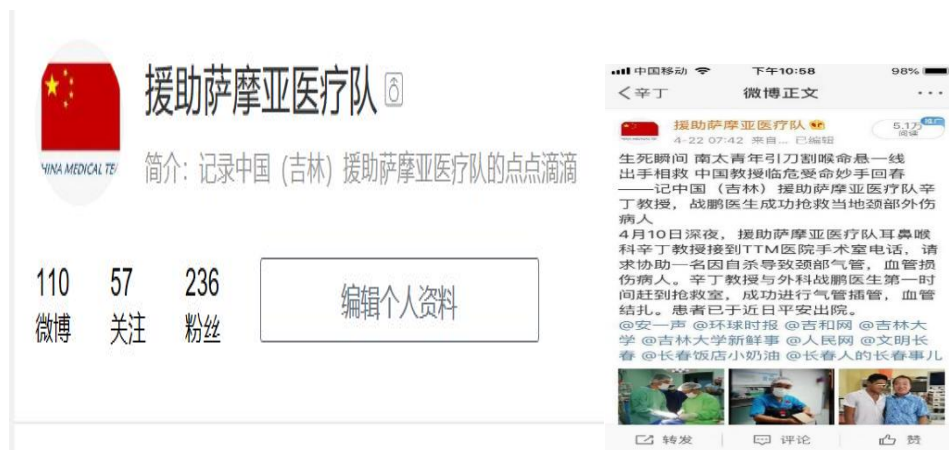 援助萨摩亚医疗队
CHINA MEDICAL TE
简介：记录中国（吉林）援助萨摩亚医疗队的点点滴滴
110 57 236
微博 关注 粉丝
编辑个人资料
中国移动 下午10:58 98%
辛丁 微博正文
援助萨摩亚医疗队
4-22 07:42 来自... 已编辑
5.1万
阅读
推广
生死瞬间 南太青年引刀割喉命悬一线
出手相救 中国教授临危受命妙手回春
——记中国（吉林）援助萨摩亚医疗队辛
丁教授，战鹏医生成功抢救当地颈部外伤
病人
4月10日深夜，援助萨摩亚医疗队耳鼻喉
科辛丁教授接到TTM医院手术室电话，请
求协助一名因自杀导致颈部气管，血管损
伤病人。辛丁教授与外科战鹏医生第一时
间赶到抢救室，成功进行气管插管，血管
结扎。患者已于近日平安出院。
@安一声 @环球时报 @吉和网 @吉林大
学 @吉林大学新鲜事 @人民网 @文明长
春 @长春饭店小奶油 @长春人的长春事儿
转发 评论 赞